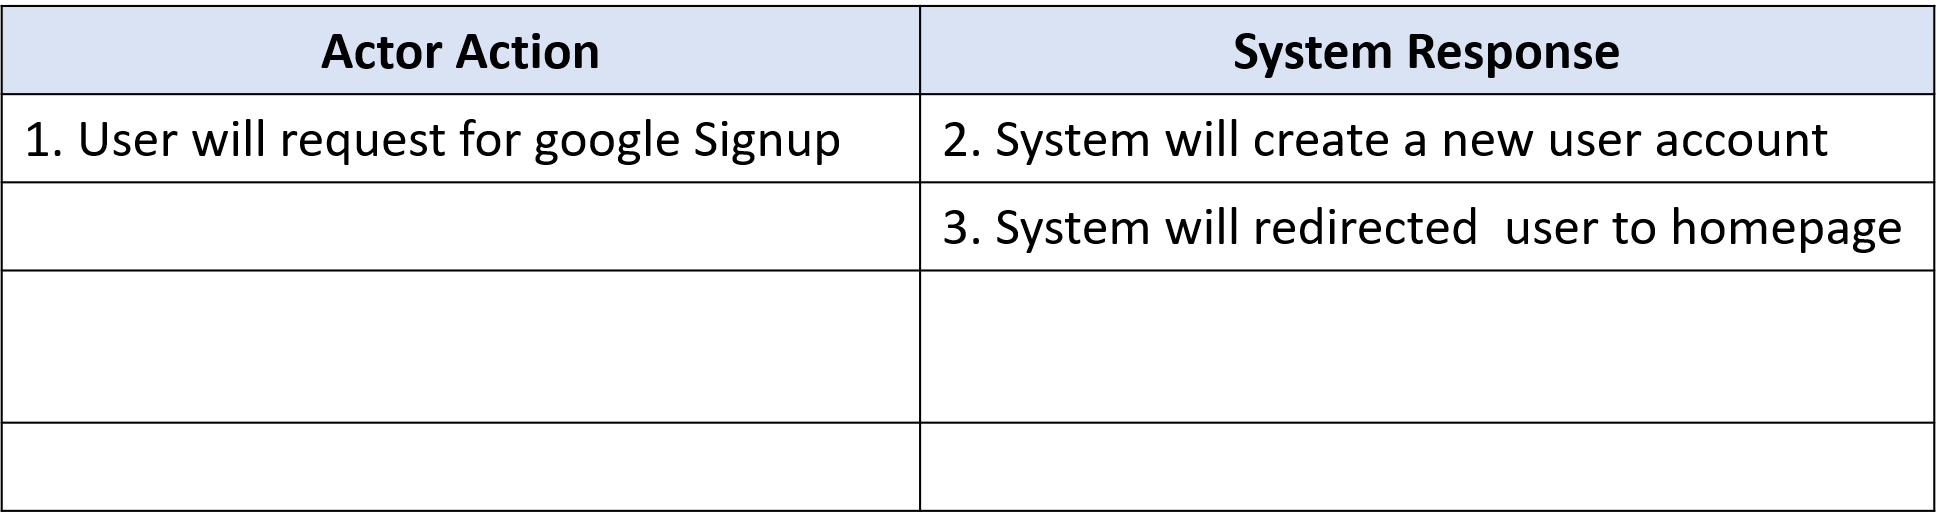 Actor Action
System Response
1. User will request for google Signup
2. System will create a new user account
3. System will redirected  user to homepage